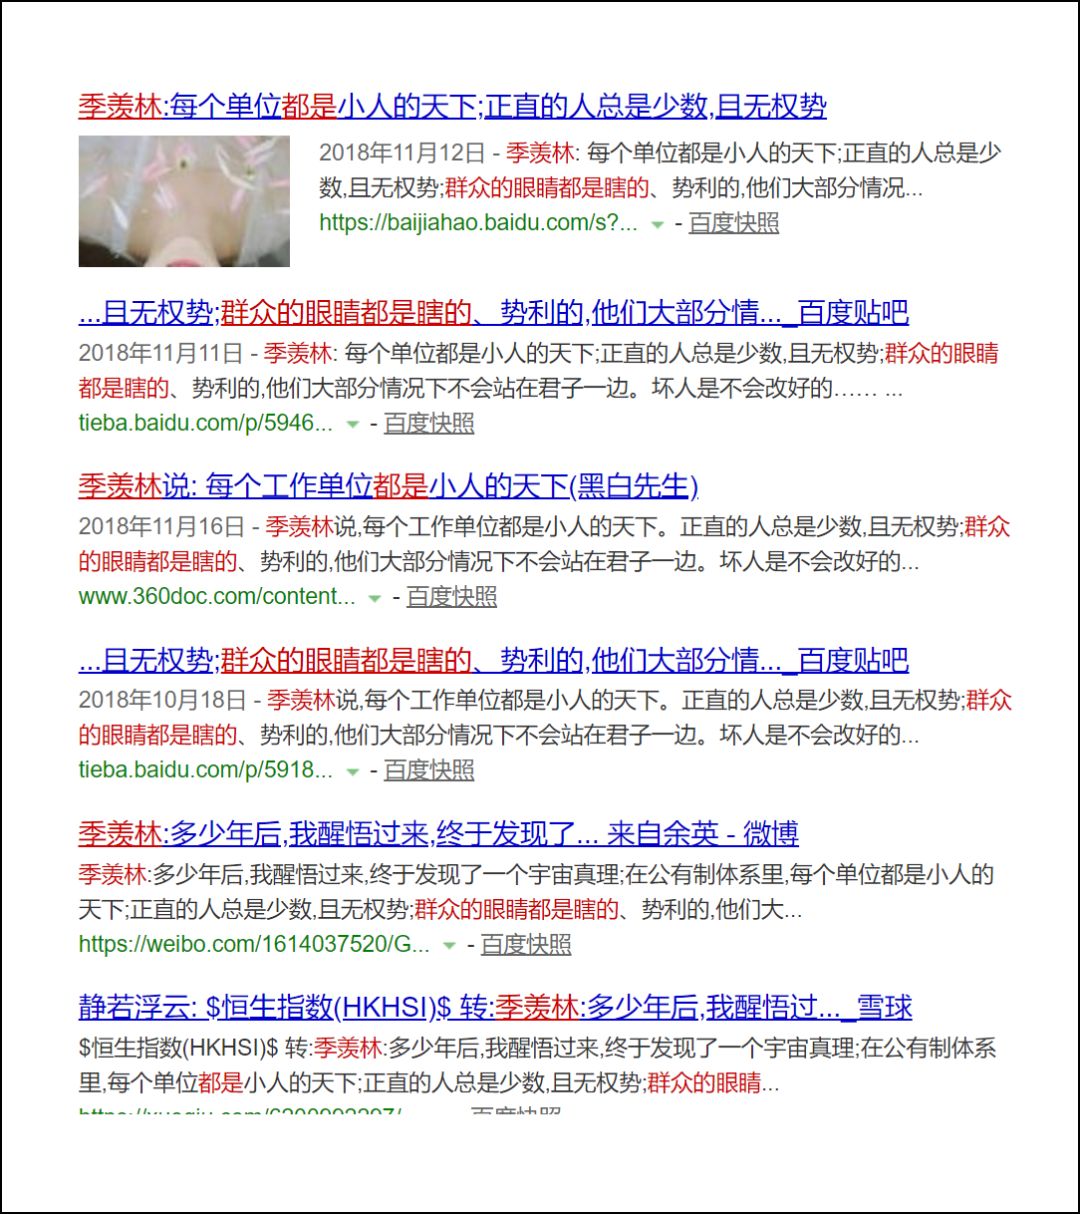 季羡林:每个单位都是小人的天下;正直的人总是少数,且无权势
2018年11月12日 - 季羡林: 每个单位都是小人的天下;正直的人总是少
数,且无权势;群众的眼睛都是瞎的、势利的,他们大部分情况...
https://baijiahao.baidu.com/s?... - 百度快照
...且无权势;群众的眼睛都是瞎的、势利的,他们大部分情..._百度贴吧
2018年11月11日 - 季羡林: 每个单位都是小人的天下;正直的人总是少数,且无权势;群众的眼睛
都是瞎的、势利的,他们大部分情况下不会站在君子一边。坏人是不会改好的…… ...
tieba.baidu.com/p/5946... - 百度快照
季羡林说: 每个工作单位都是小人的天下(黑白先生)
2018年11月16日 - 季羡林说,每个工作单位都是小人的天下。正直的人总是少数,且无权势;群众
的眼睛都是瞎的、势利的,他们大部分情况下不会站在君子一边。坏人是不会改好的...
www.360doc.com/content... - 百度快照
...且无权势;群众的眼睛都是瞎的、势利的,他们大部分情..._百度贴吧
2018年10月18日 - 季羡林说,每个工作单位都是小人的天下。正直的人总是少数,且无权势;群众
的眼睛都是瞎的、势利的,他们大部分情况下不会站在君子一边。坏人是不会改好的...
tieba.baidu.com/p/5918... - 百度快照
季羡林:多少年后,我醒悟过来,终于发现了... 来自余英 - 微博
季羡林:多少年后,我醒悟过来,终于发现了一个宇宙真理;在公有制体系里,每个单位都是小人的
天下;正直的人总是少数,且无权势;群众的眼睛都是瞎的、势利的,他们大...
https://weibo.com/1614037520/G... - 百度快照
静若浮云: $恒生指数(HKHSI)$ 转:季羡林:多少年后,我醒悟过..._雪球
$恒生指数(HKHSI)$ 转:季羡林:多少年后,我醒悟过来,终于发现了一个宇宙真理;在公有制体系
里,每个单位都是小人的天下;正直的人总是少数,且无权势;群众的眼睛...
百度快照